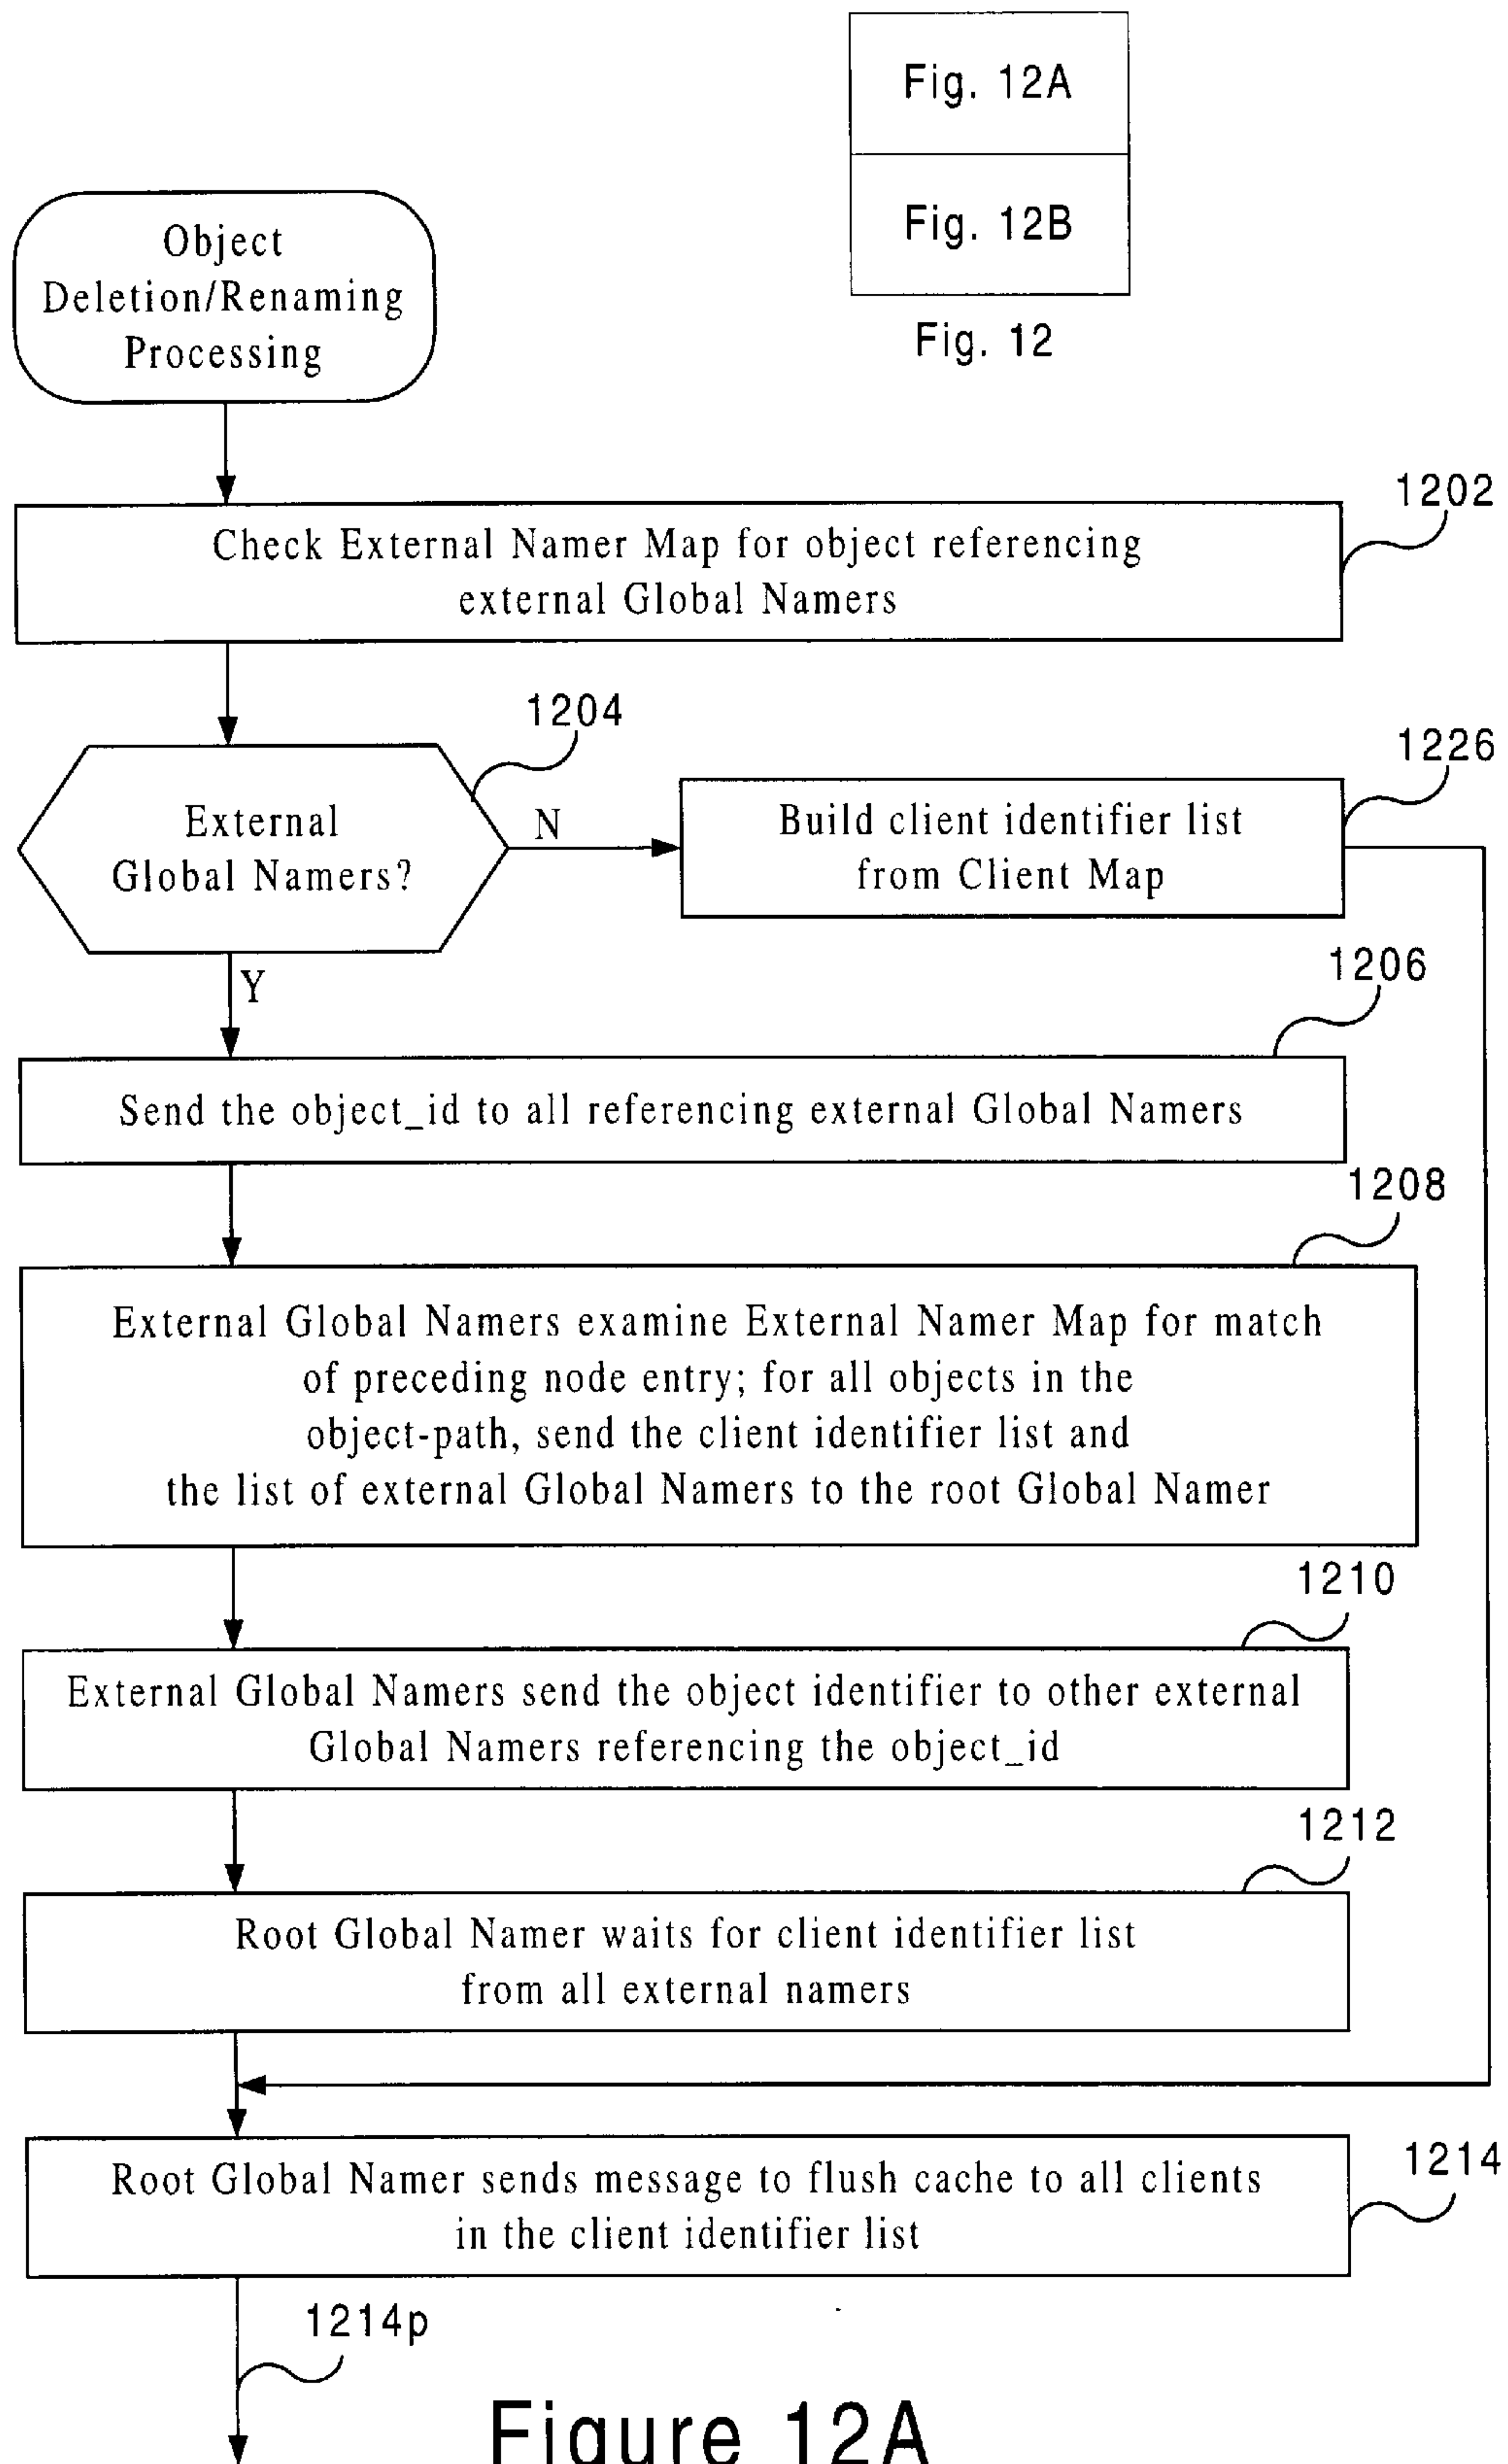 Fig. 12A
Fig. 12B
Fig. 12
Object
Deletion/Renaming
Processing
1202
Check External Namer Map for object referencing
external Global Namers
1204
External
Global Namers?
N
1226
Build client identifier list
from Client Map
Y
1206
Send the object_id to all referencing external Global Namers
1208
External Global Namers examine External Namer Map for match
of preceding node entry; for all objects in the
object-path, send the client identifier list and
the list of external Global Namers to the root Global Namer
1210
External Global Namers send the object identifier to other external
Global Namers referencing the object_id
1212
Root Global Namer waits for client identifier list
from all external namers
1214
Root Global Namer sends message to flush cache to all clients
in the client identifier list
1214p
Figure 12A